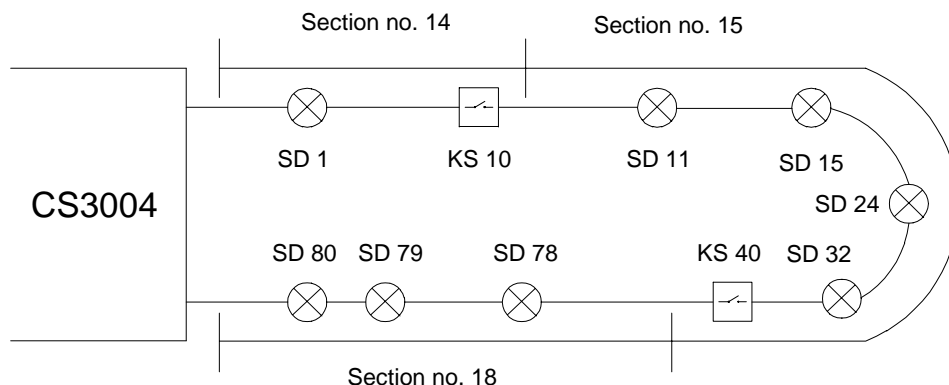 Section no. 14
Section no. 15
SD 1
KS 10
SD 11
SD 15
CS3004
SD 24
SD 80
SD 79
SD 78
KS 40
SD 32
Section no. 18